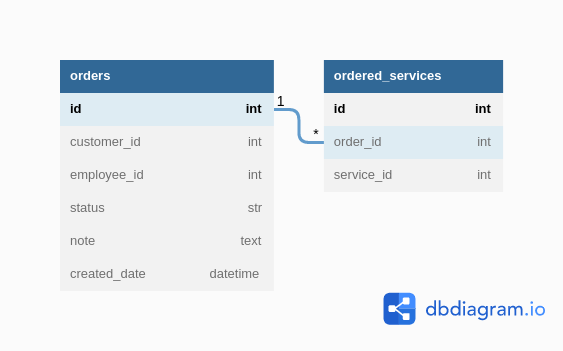 orders
id int
customer_id int
employee_id int
status str
note text
created_date datetime
1
*
ordered_services
id int
order_id int
service_id int
dbdiagram.io